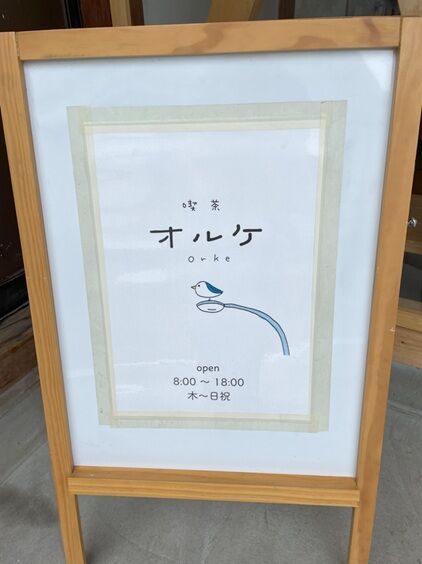 喫茶
オルケ
orke
open
8:00 〜 18:00
木〜日祝